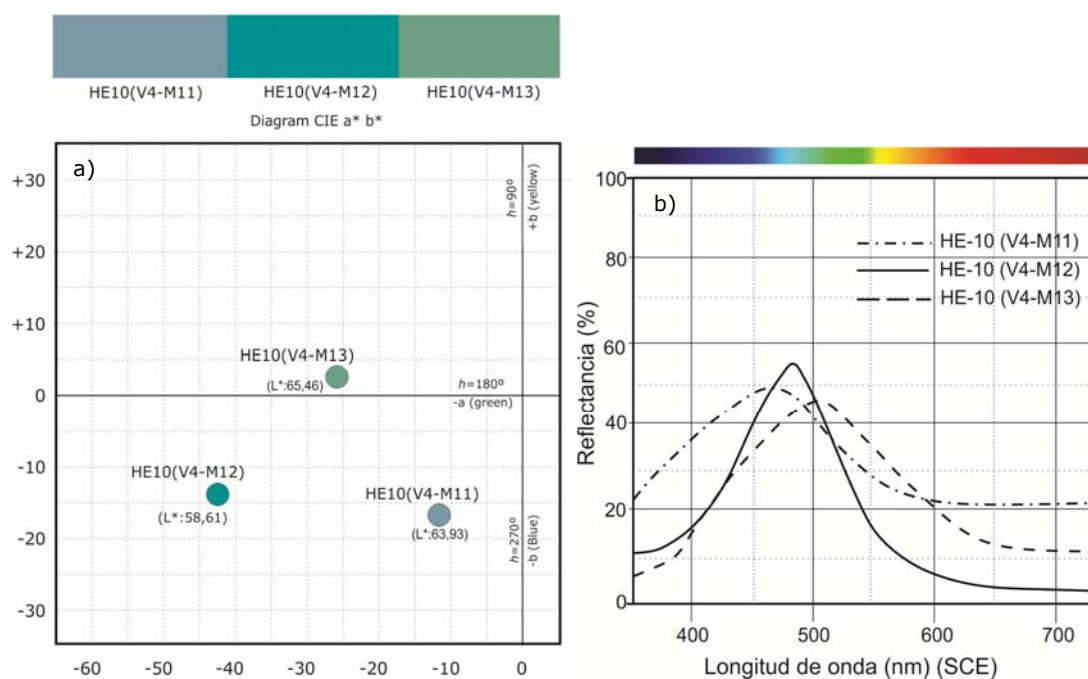 HE10(V4-M11) HE10(V4-M12) HE10(V4-M13)
Diagram CIE a* b*
a)
+30
+20
+10
0
-10
-20
-30
h=90º
+b (yellow)
HE10(V4-M13)
(L*:65,46)
h=180º
-a (green)
HE10(V4-M12)
(L*:58,61)
HE10(V4-M11)
(L*:63,93)
h=270º
-b (Blue)
-60 -50 -40 -30 -20 -10 0
b)
100
80
60
40
20
0
Reflectancia (%)
HE-10 (V4-M11)
HE-10 (V4-M12)
HE-10 (V4-M13)
400 500 600 700
Longitud de onda (nm) (SCE)